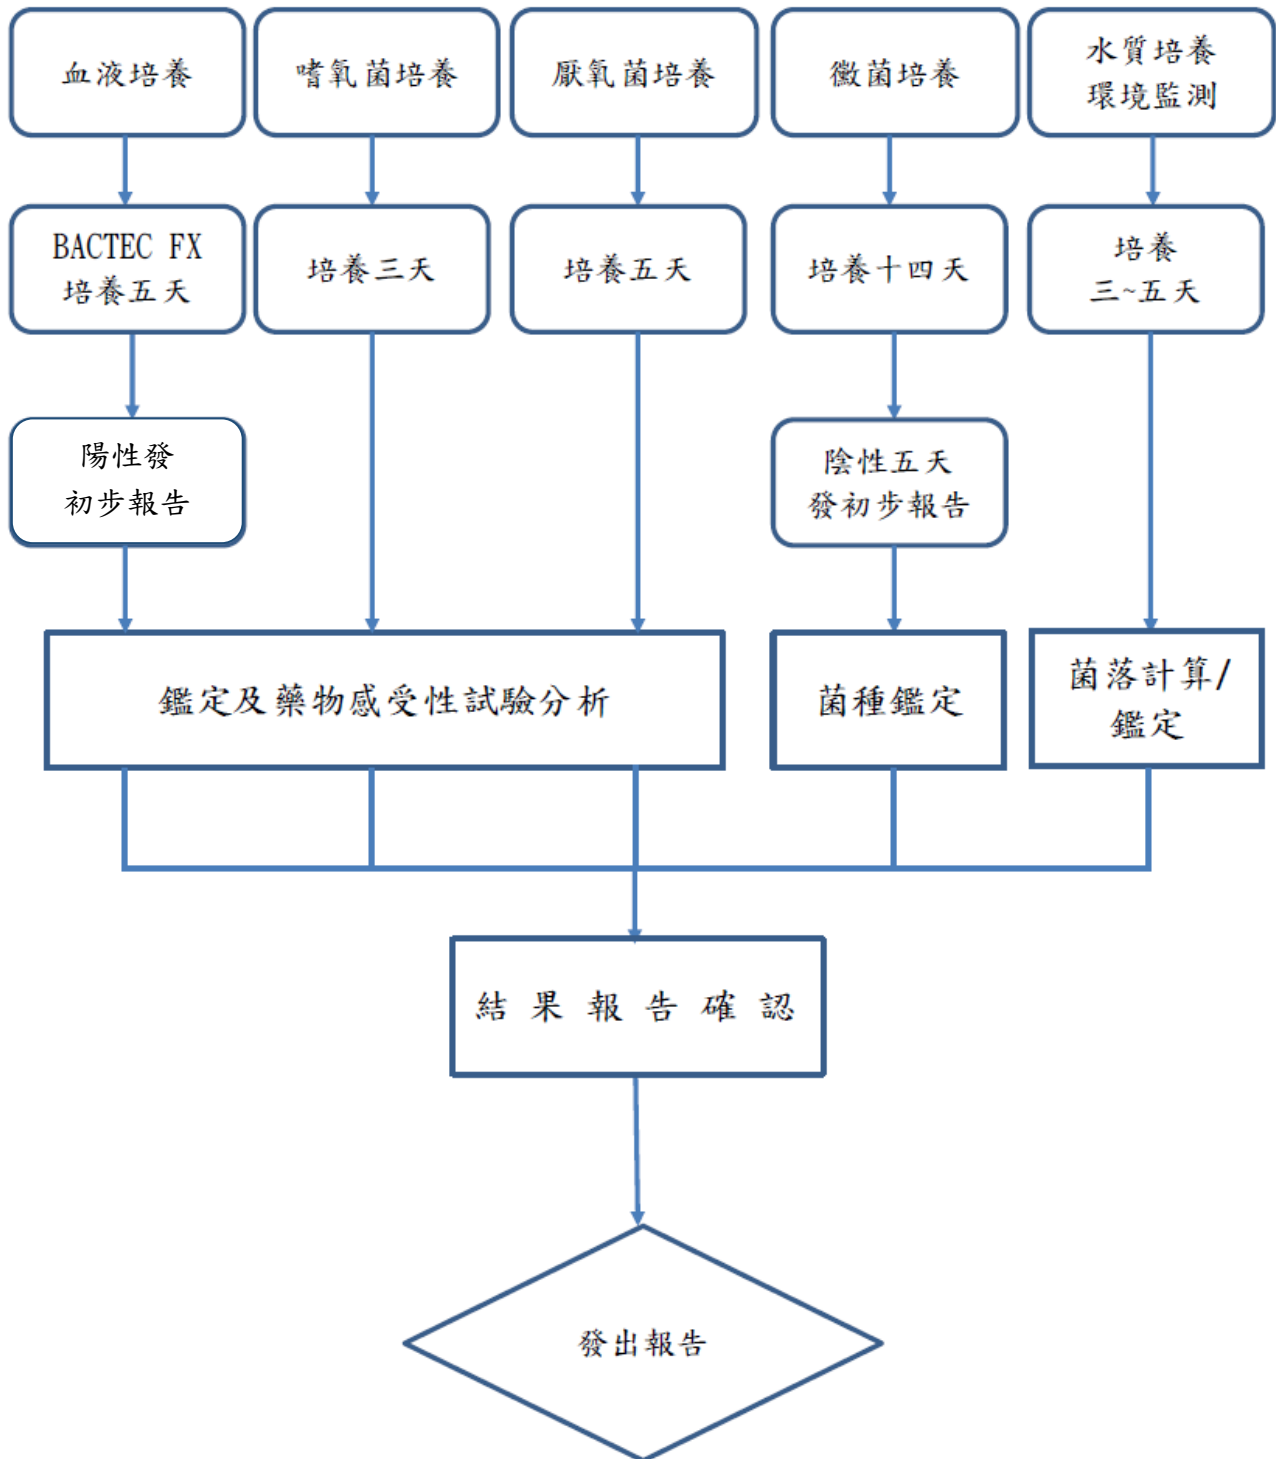 血液培養
嗜氧菌培養
厭氧菌培養
黴菌培養
水質培養
環境監測
BACTEC FX
培養五天
培養三天
培養五天
培養十四天
培養
三~五天
陽性發
初步報告
陰性五天
發初步報告
鑑定及藥物感受性試驗分析
菌種鑑定
菌落計算/
鑑定
結果報告確認
發出報告